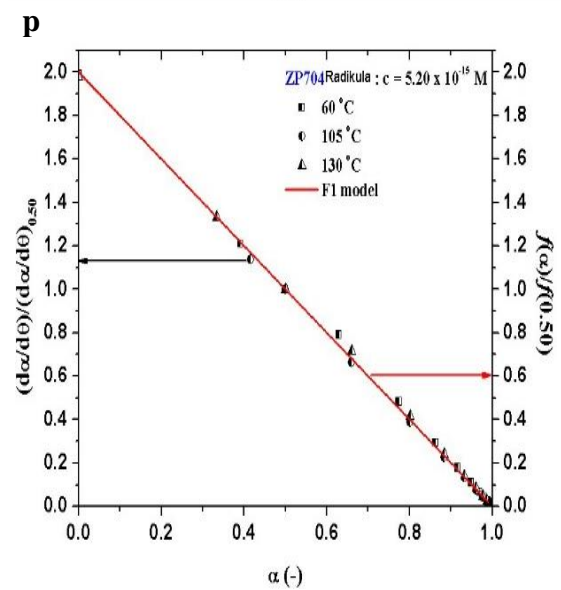 p
ZP704 Radikula : c = 5.20 x 10⁻¹⁵ M
60 °C
105 °C
130 °C
F1 model
2.0
1.8
1.6
1.4
1.2
1.0
0.8
0.6
0.4
0.2
0.0
2.0
1.8
1.6
1.4
1.2
1.0
0.8
0.6
0.4
0.2
0.0
(dα/dθ)/(dα/dθ)₀.₅₀
f(α)/f(0.50)
0.0 0.2 0.4 0.6 0.8 1.0
α (-)